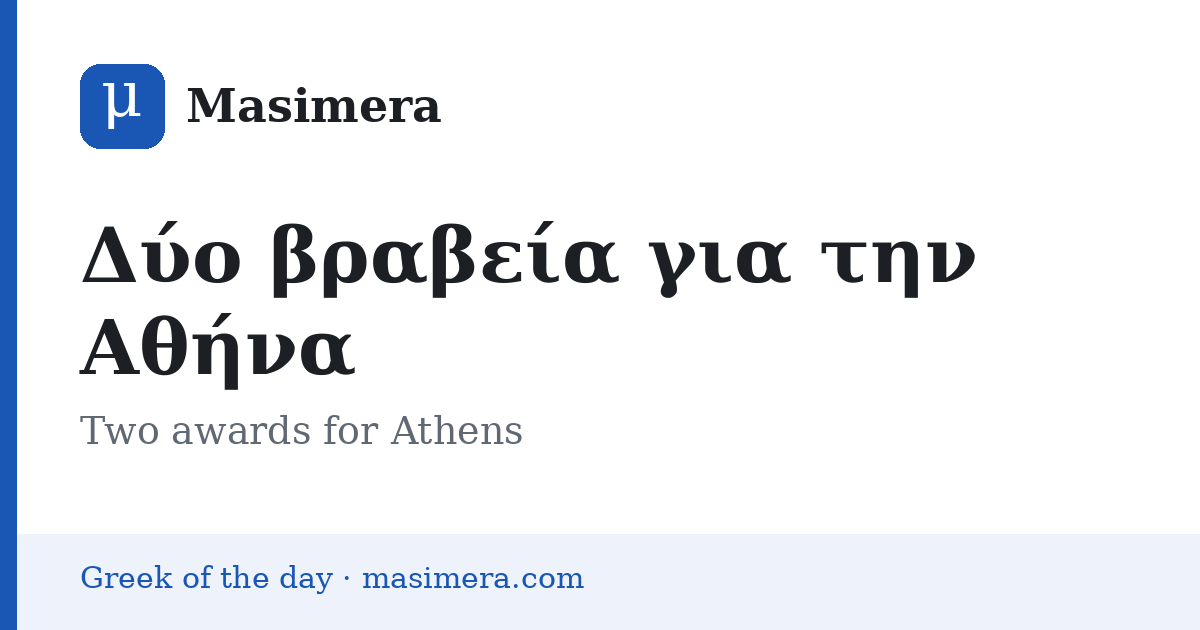 μ
Masimera
Δύο βραβεία για την
Αθήνα
Two awards for Athens
Greek of the day · masimera.com